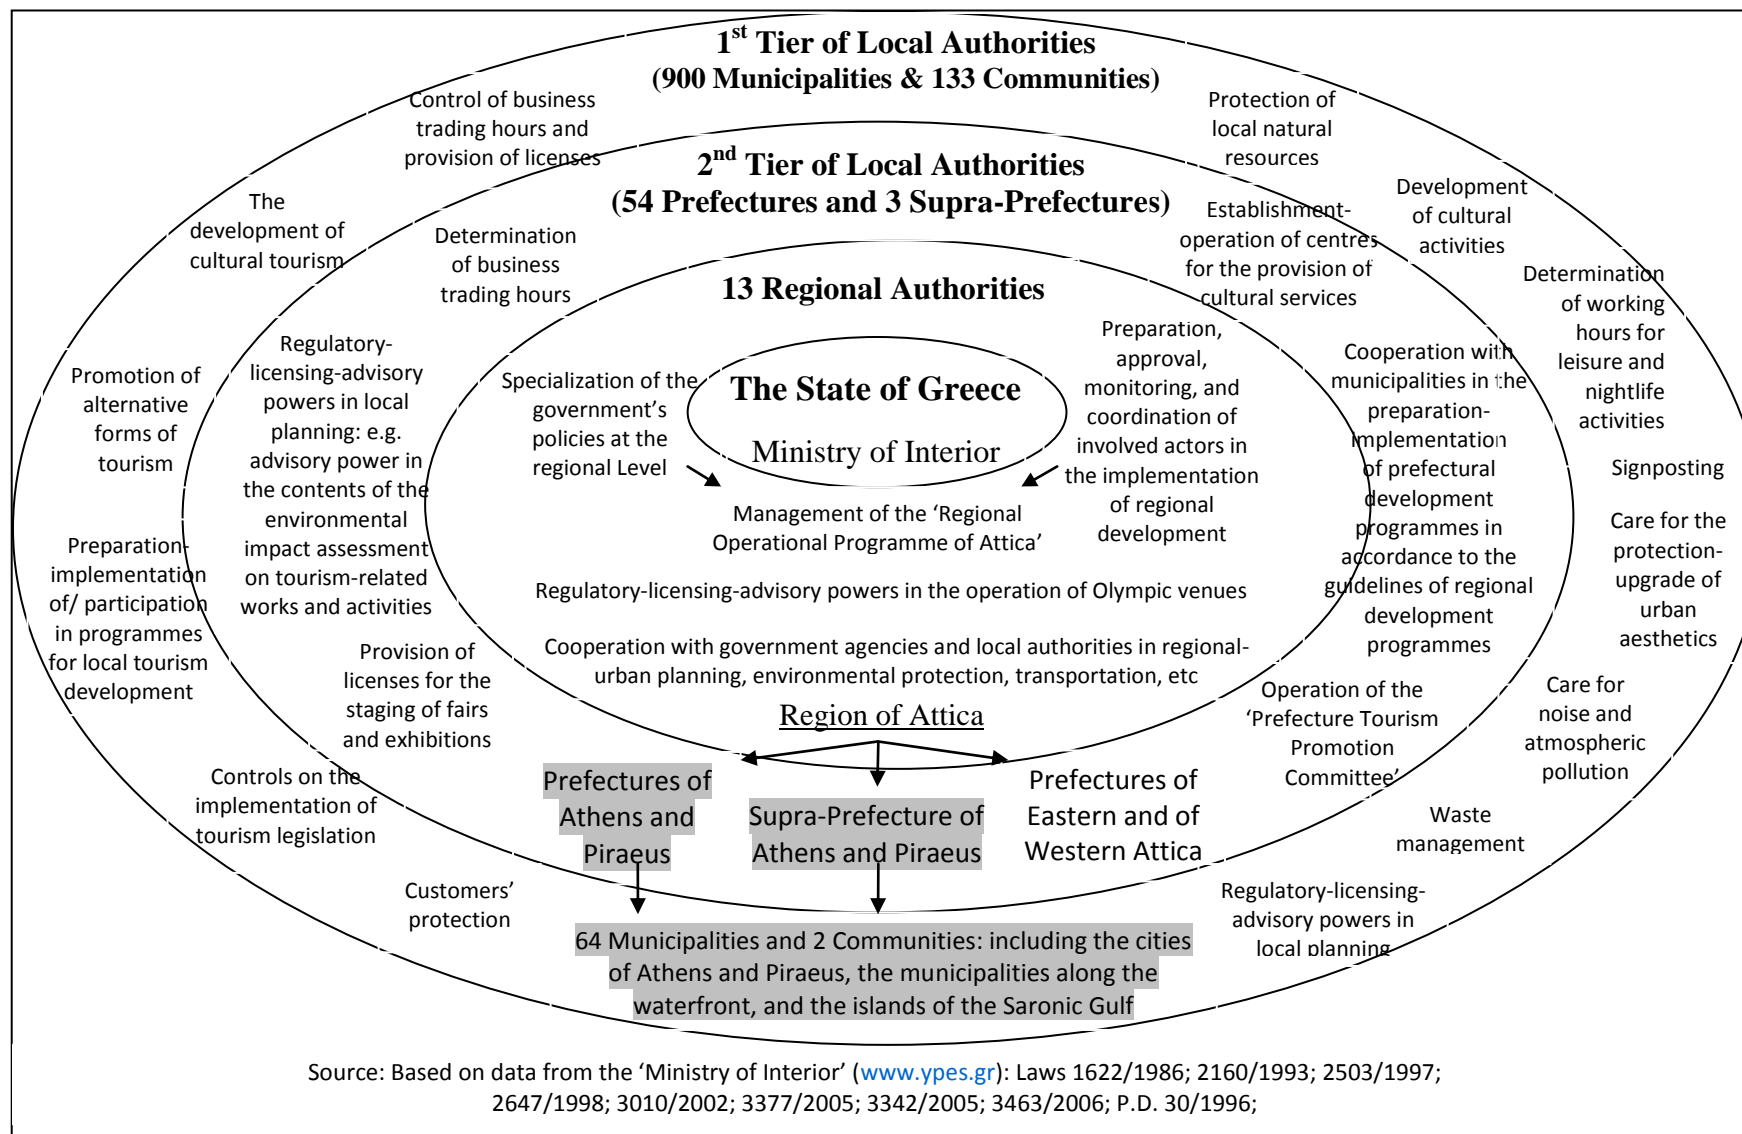 1st Tier of Local Authorities
(900 Municipalities & 133 Communities)
Control of business
trading hours and
provision of licenses
Protection of
local natural
resources
2nd Tier of Local Authorities
(54 Prefectures and 3 Supra-Prefectures)
The
development of
cultural tourism
Development
of cultural
activities
Determination
of business
trading hours
Establishment-
operation of centres
for the provision of
cultural services
Determination
of working
hours for
leisure and
nightlife
activities
13 Regional Authorities
Promotion of
alternative
forms of
tourism
Regulatory-
licensing-advisory
powers in local
planning: e.g.
advisory power in
the contents of the
environmental
impact assessment
on tourism-related
works and activities
Specialization of the
government’s
policies at the
regional Level
The State of Greece
Ministry of Interior
Preparation,
approval,
monitoring, and
coordination of
involved actors in
the implementation
of regional
development
Cooperation with
municipalities in the
preparation-
implementation
of prefectural
development
programmes in
accordance to the
guidelines of regional
development
programmes
Signposting
Management of the ‘Regional
Operational Programme of Attica’
Care for the
protection-
upgrade of
urban
aesthetics
Preparation-
implementation
of/ participation
in programmes
for local tourism
development
Regulatory-licensing-advisory powers in the operation of Olympic venues
Cooperation with government agencies and local authorities in regional-
urban planning, environmental protection, transportation, etc
Provision of
licenses for the
staging of fairs
and exhibitions
Region of Attica
Operation of the
‘Prefecture Tourism
Promotion
Committee’
Care for
noise and
atmospheric
pollution
Controls on the
implementation of
tourism legislation
Prefectures of
Athens and
Piraeus
Supra-Prefecture of
Athens and Piraeus
Prefectures of
Eastern and of
Western Attica
Waste
management
Customers’
protection
Regulatory-licensing-
advisory powers in
local planning
64 Municipalities and 2 Communities: including the cities
of Athens and Piraeus, the municipalities along the
waterfront, and the islands of the Saronic Gulf
Source: Based on data from the ‘Ministry of Interior’ (www.ypes.gr): Laws 1622/1986; 2160/1993; 2503/1997;
2647/1998; 3010/2002; 3377/2005; 3342/2005; 3463/2006; P.D. 30/1996;